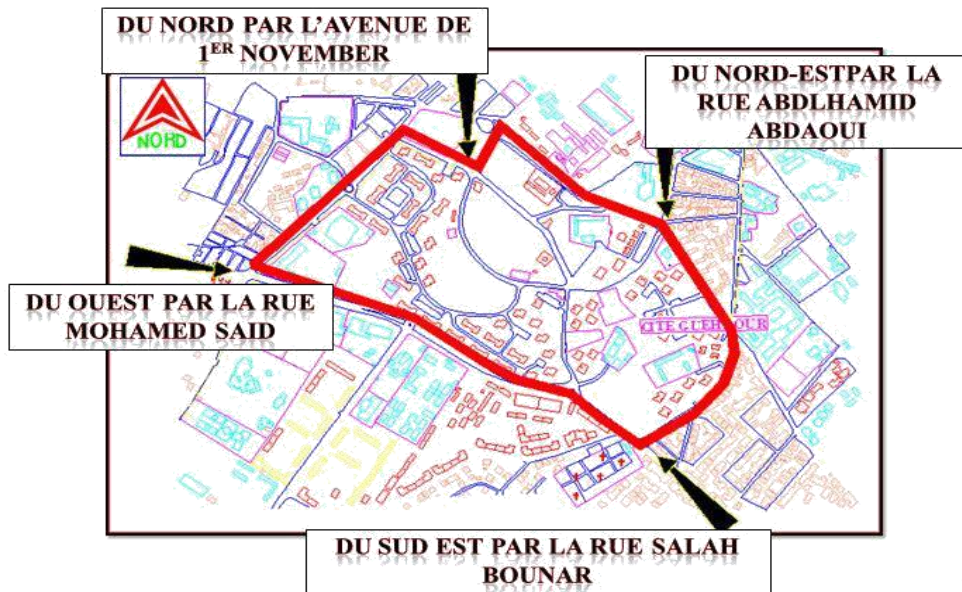 DU NORD PAR L’AVENUE DE
1ER NOVEMBER
DU NORD-ESTPAR LA
RUE ABDLHAMID
ABDAOUI
NORD
DU OUEST PAR LA RUE
MOHAMED SAID
CITE
DU SUD EST PAR LA RUE SALAH
BOUNAR